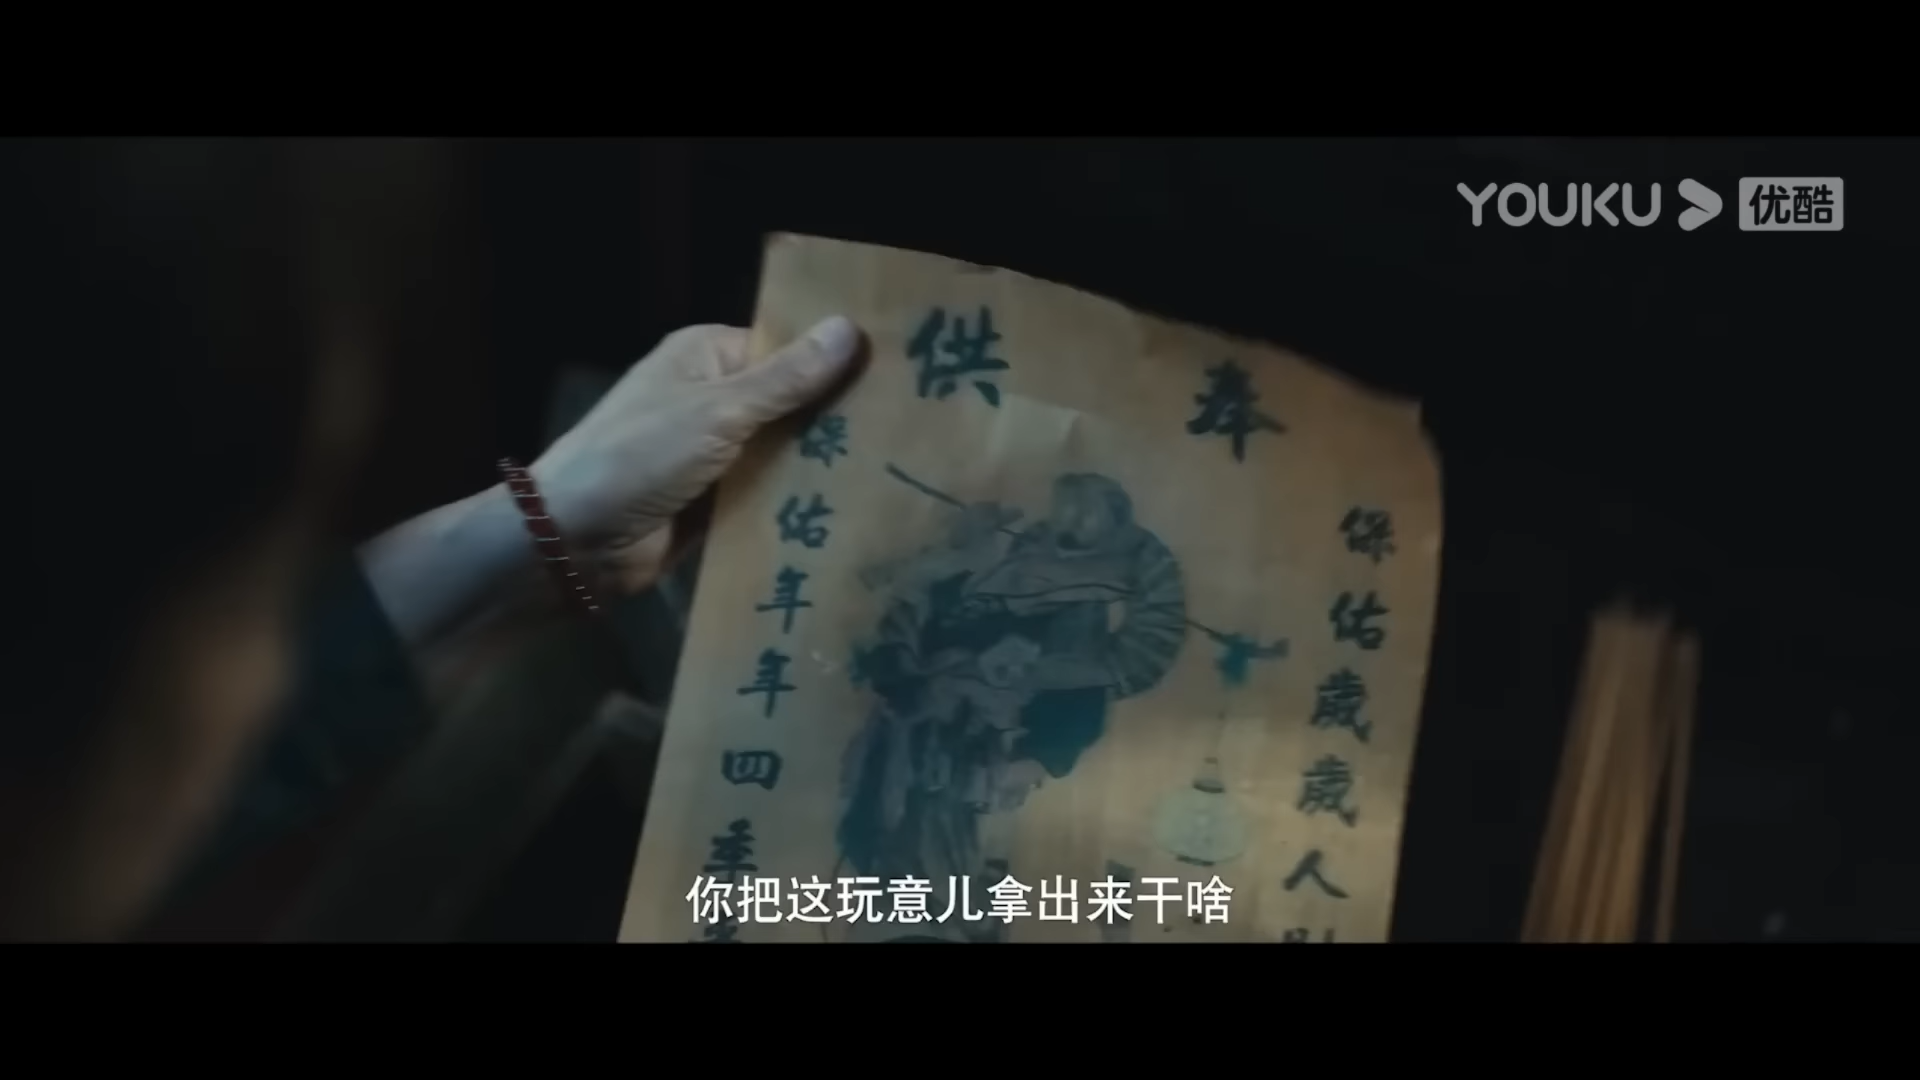 YOUKU 优酷
供 奉
保佑年年四季
保佑歲歲人
你把这玩意儿拿出来干啥